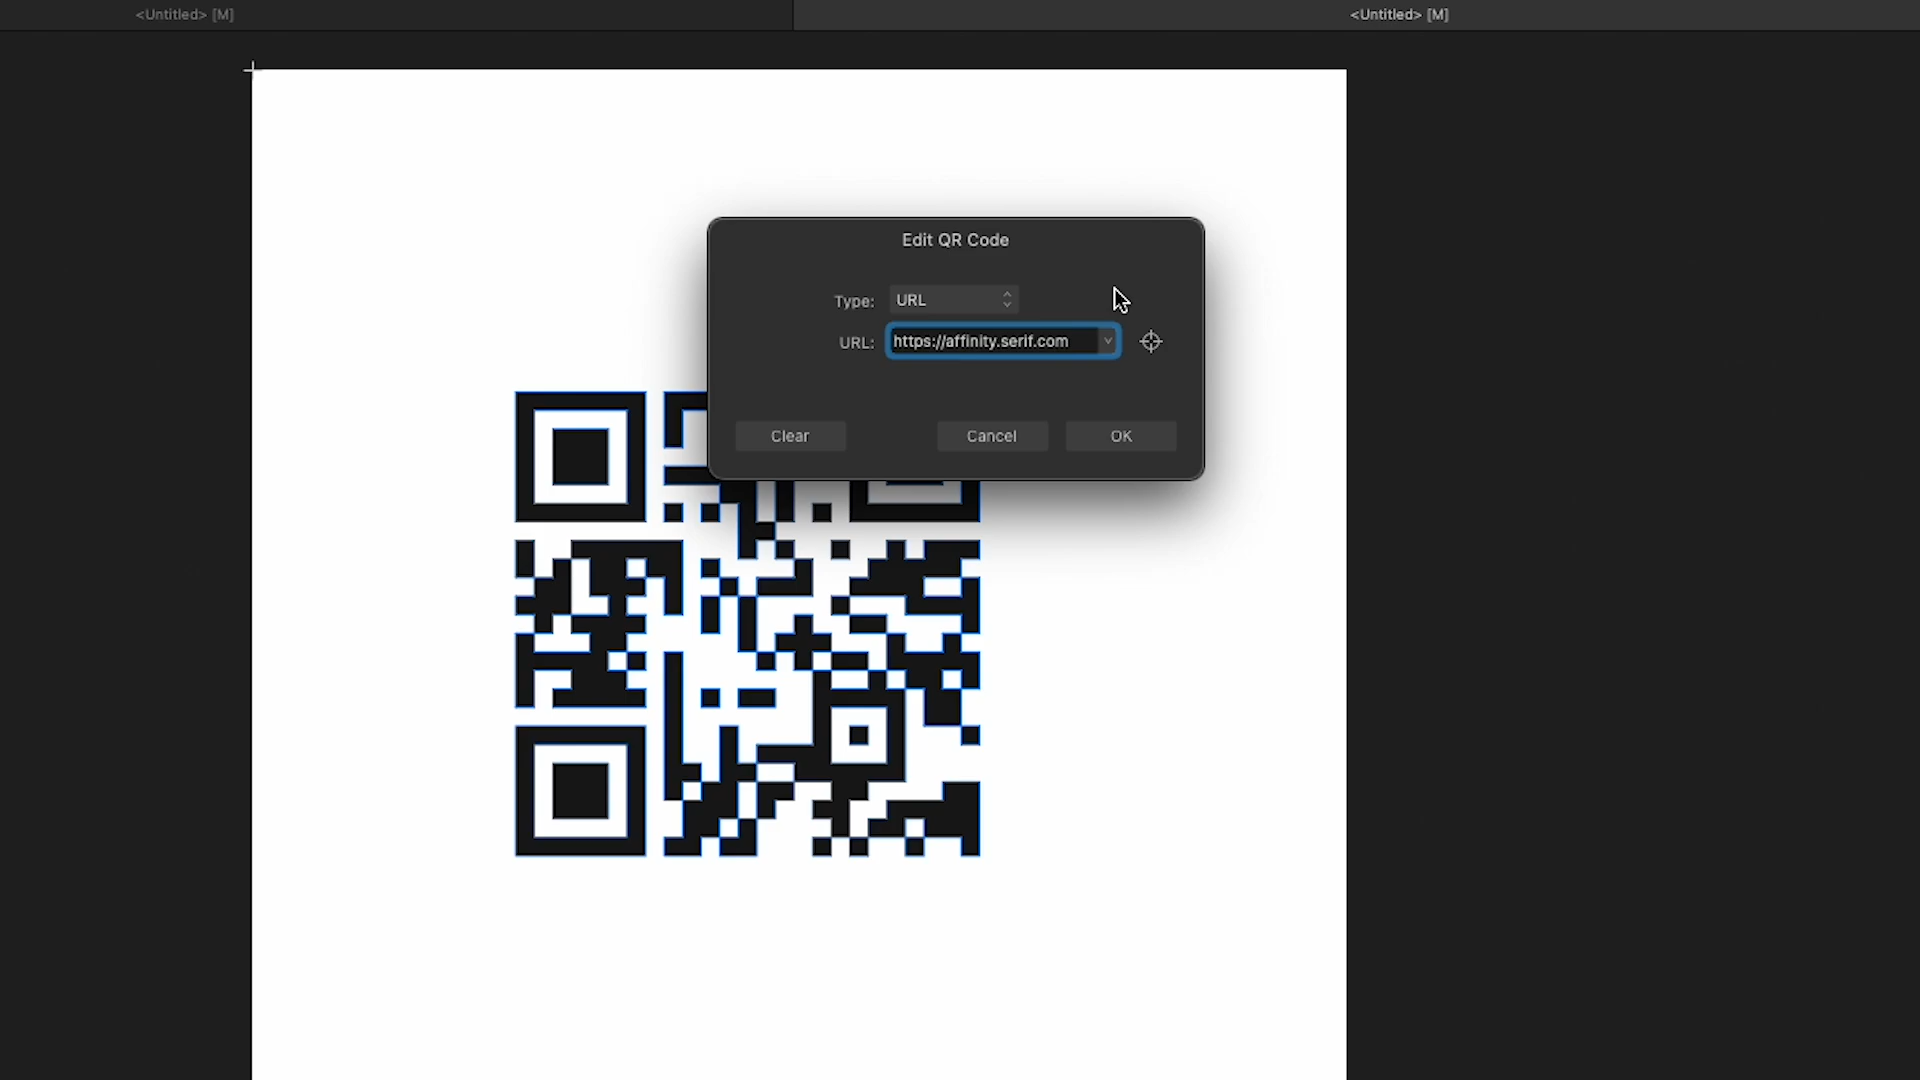 <Untitled> [M]
<Untitled> [M]
Edit QR Code
Type: URL
URL: https://affinity.serif.com
Clear Cancel OK